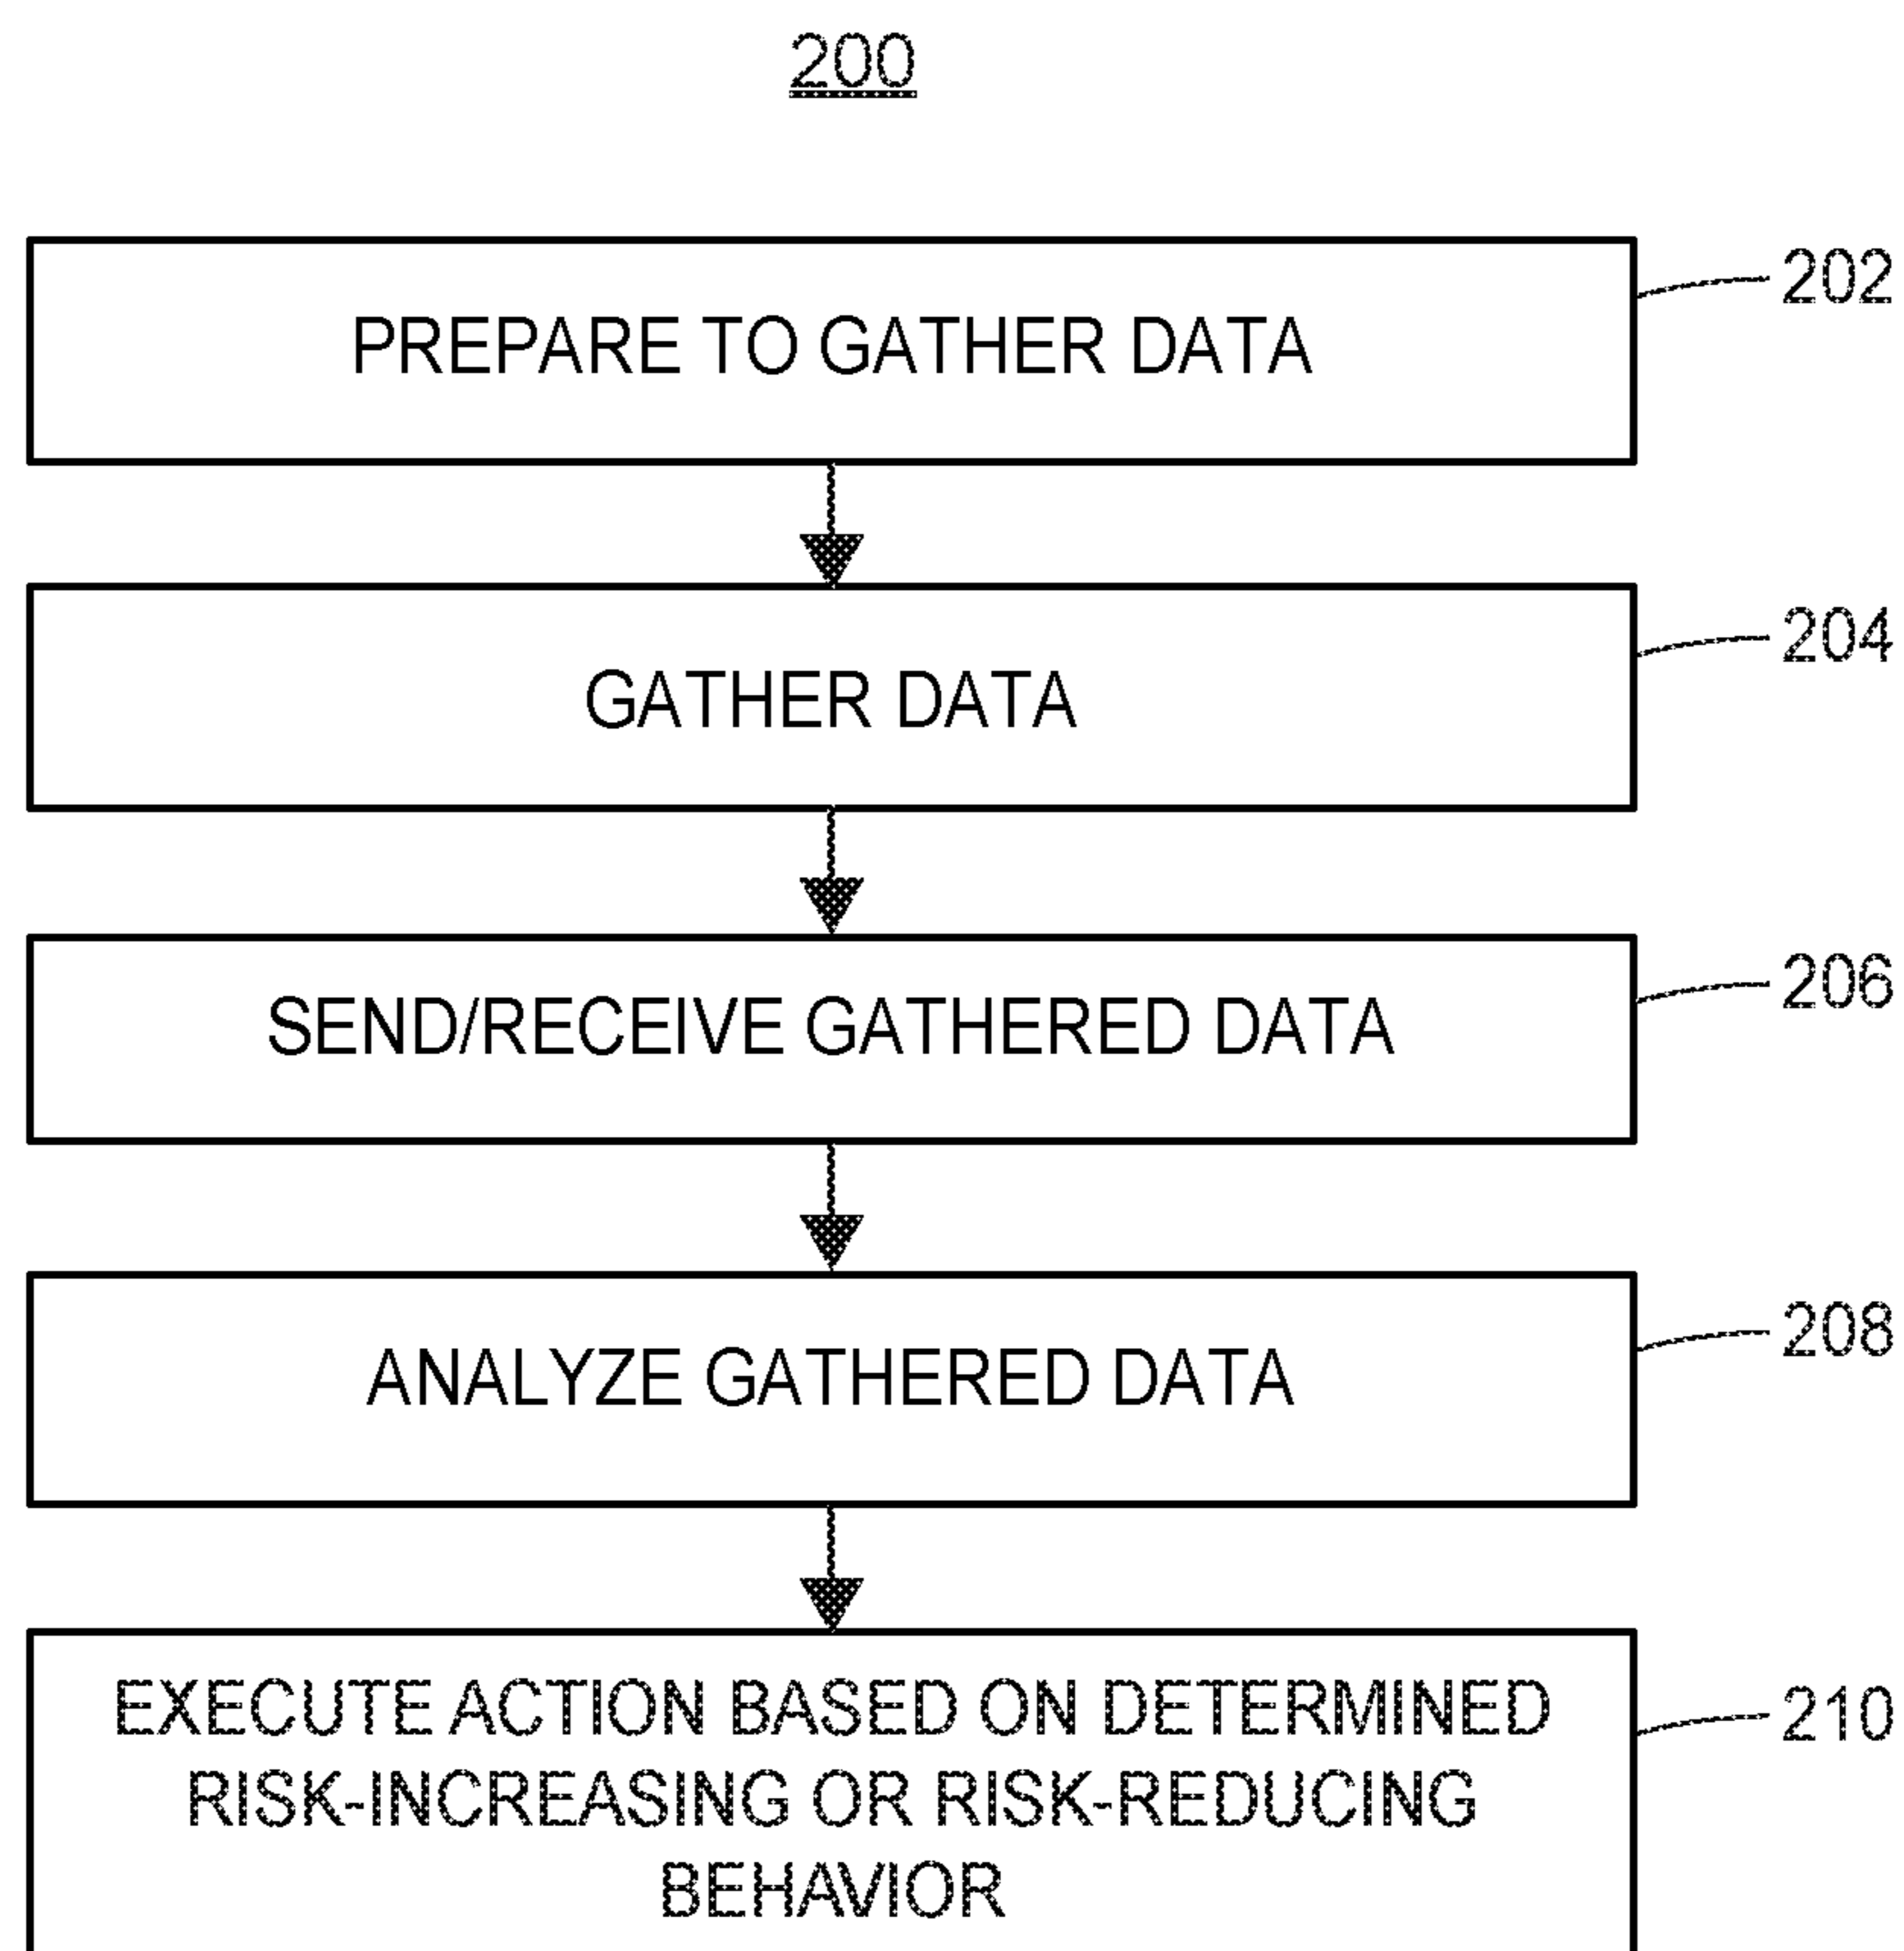 200
PREPARE TO GATHER DATA
202
GATHER DATA
204
SEND/RECEIVE GATHERED DATA
206
ANALYZE GATHERED DATA
208
EXECUTE ACTION BASED ON DETERMINED
RISK-INCREASING OR RISK-REDUCING
BEHAVIOR
210